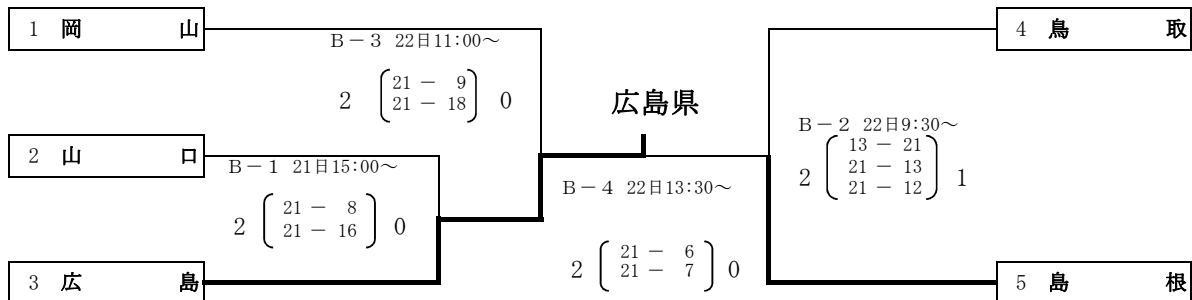 1 岡 山
4 鳥 取
B－3 22日11:00～
2 21 － 9 0
21 － 18
広島県
B－2 22日9:30～
13 － 21
2 21 － 13 1
21 － 12
2 山 口
B－1 21日15:00～
2 21 － 8 0
21 － 16
B－4 22日13:30～
2 21 － 6 0
21 － 7
3 広 島
5 島 根